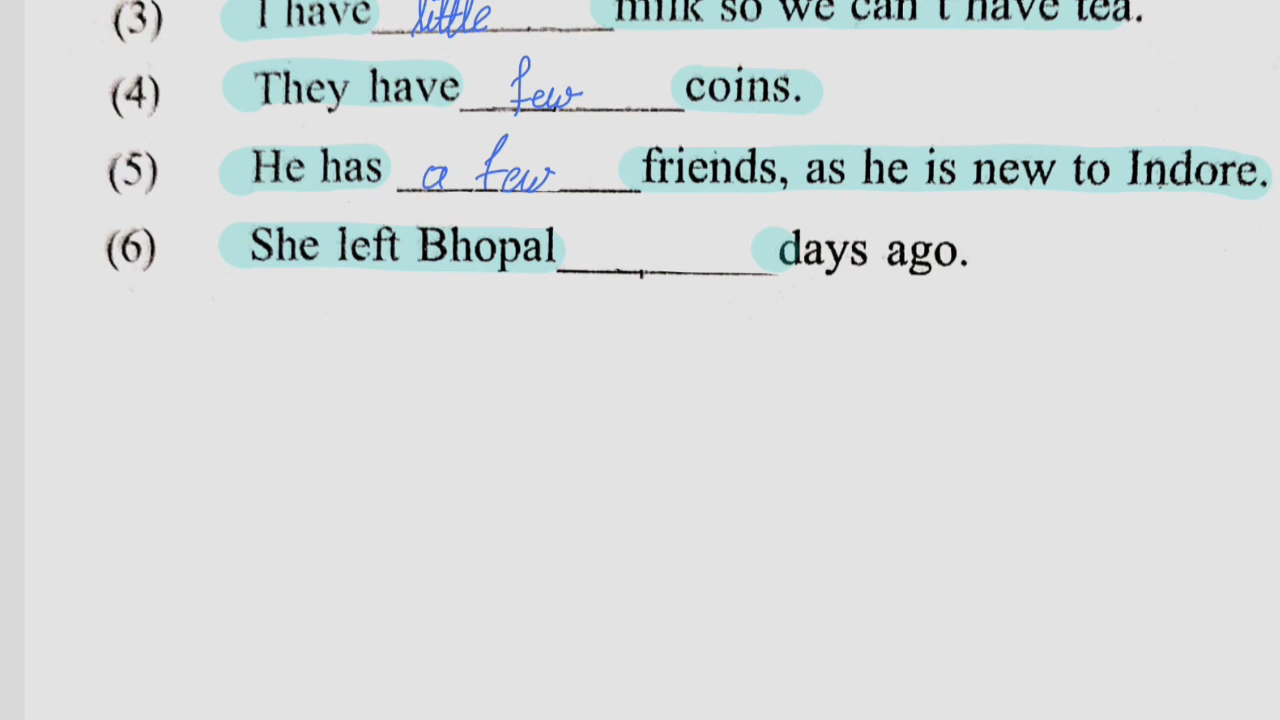 (3) I have little milk so we can't have tea.
(4) They have few coins.
(5) He has a few friends, as he is new to Indore.
(6) She left Bhopal________ days ago.